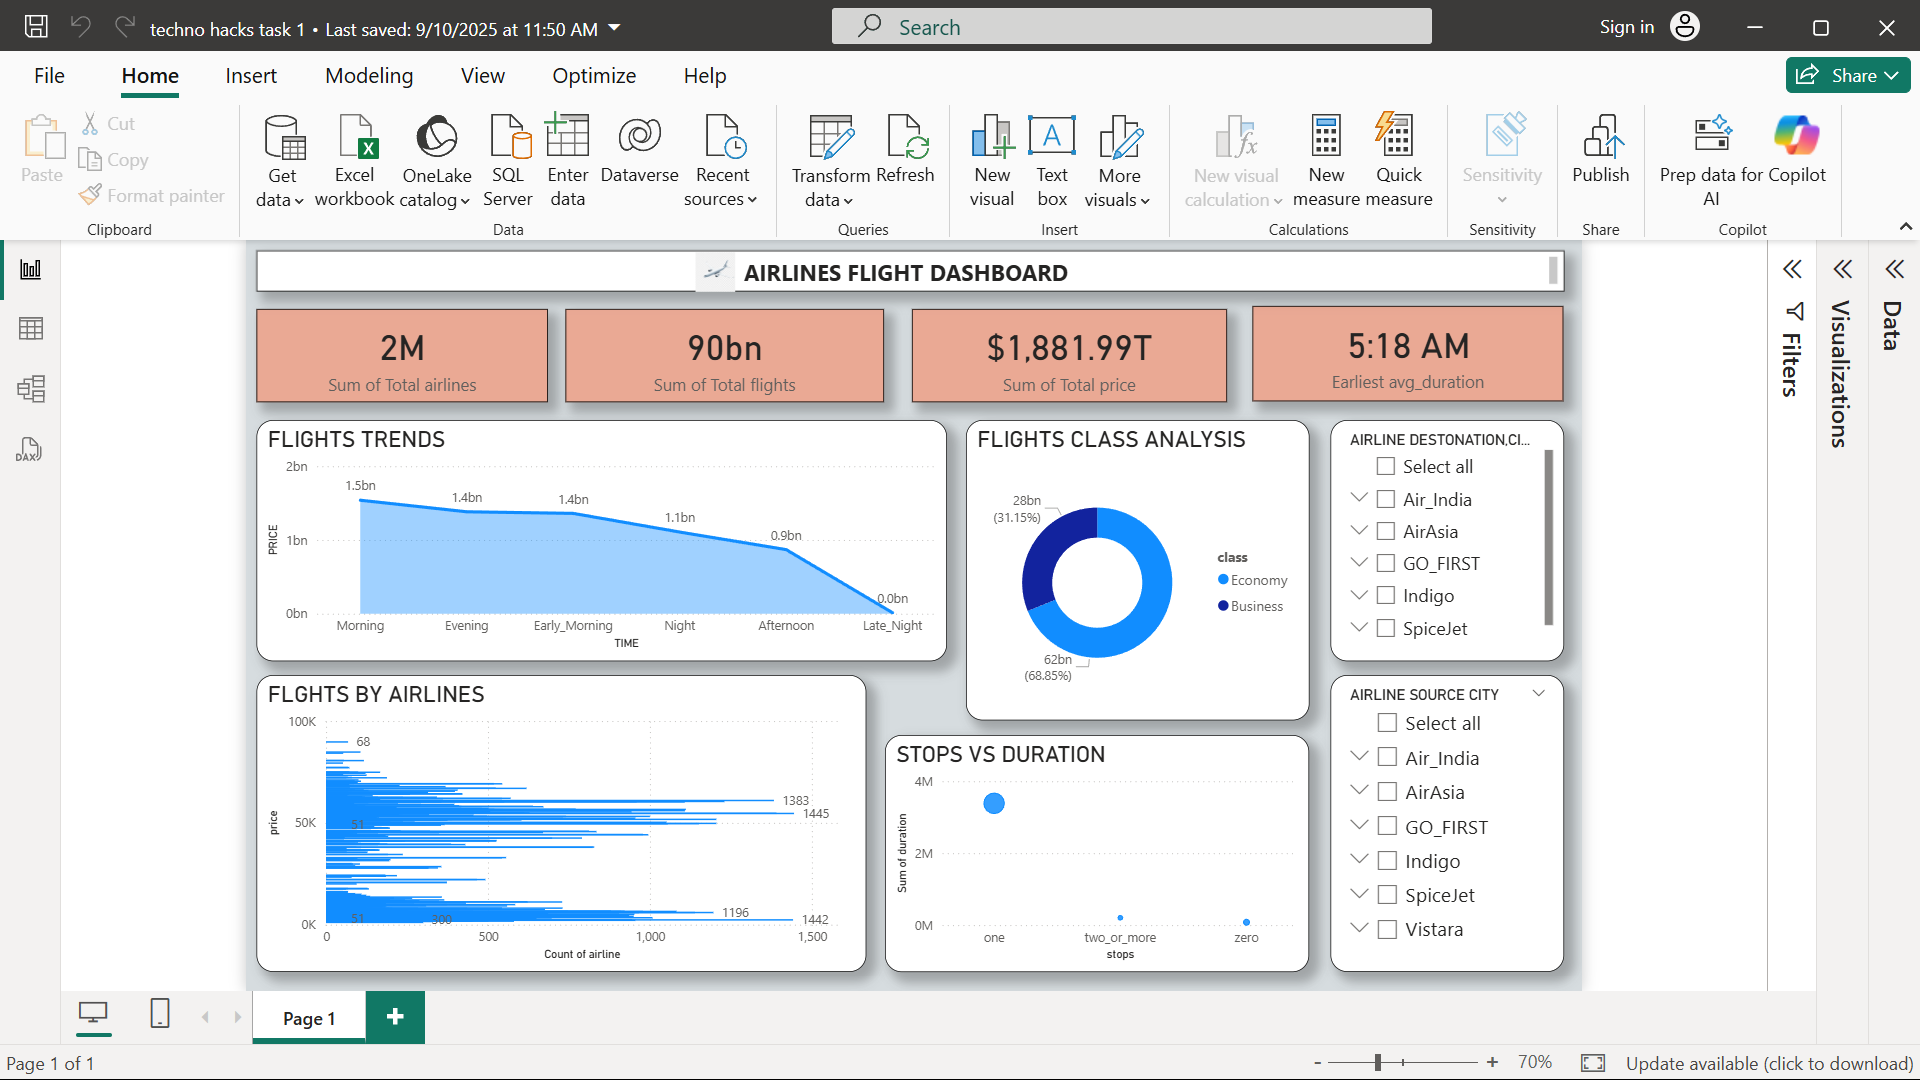 techno hacks task 1 • Last saved: 9/10/2025 at 11:50 AM
Search
Sign in
File
Home
Insert
Modeling
View
Optimize
Help
Share
Paste
Cut
Copy
Format painter
Clipboard
Get data
Excel workbook
OneLake catalog
SQL Server
Enter data
Dataverse
Recent sources
Data
Transform data
Refresh
Queries
New visual
Text box
More visuals
Insert
New visual calculation
New measure
Quick measure
Calculations
Sensitivity
Sensitivity
Publish
Share
Prep data for AI
Copilot
Copilot
AIRLINES FLIGHT DASHBOARD
2M
Sum of Total airlines
90bn
Sum of Total flights
$1,881.99T
Sum of Total price
5:18 AM
Earliest avg_duration
FLIGHTS TRENDS
2bn
1bn
0bn
PRICE
1.5bn
1.4bn
1.4bn
1.1bn
0.9bn
0.0bn
Morning
Evening
Early_Morning
Night
Afternoon
Late_Night
TIME
FLIGHTS CLASS ANALYSIS
28bn
(31.15%)
62bn
(68.85%)
class
Economy
Business
AIRLINE DESTONATION,CI...
Select all
Air_India
AirAsia
GO_FIRST
Indigo
SpiceJet
FLGHTS BY AIRLINES
100K
50K
0K
price
68
1383
1445
51
1196
51
300
1442
0
500
1,000
1,500
Count of airline
STOPS VS DURATION
4M
2M
0M
Sum of duration
one
two_or_more
zero
stops
AIRLINE SOURCE CITY
Select all
Air_India
AirAsia
GO_FIRST
Indigo
SpiceJet
Vistara
Filters
Visualizations
Data
DAX
Page 1
Page 1 of 1
70%
Update available (click to download)